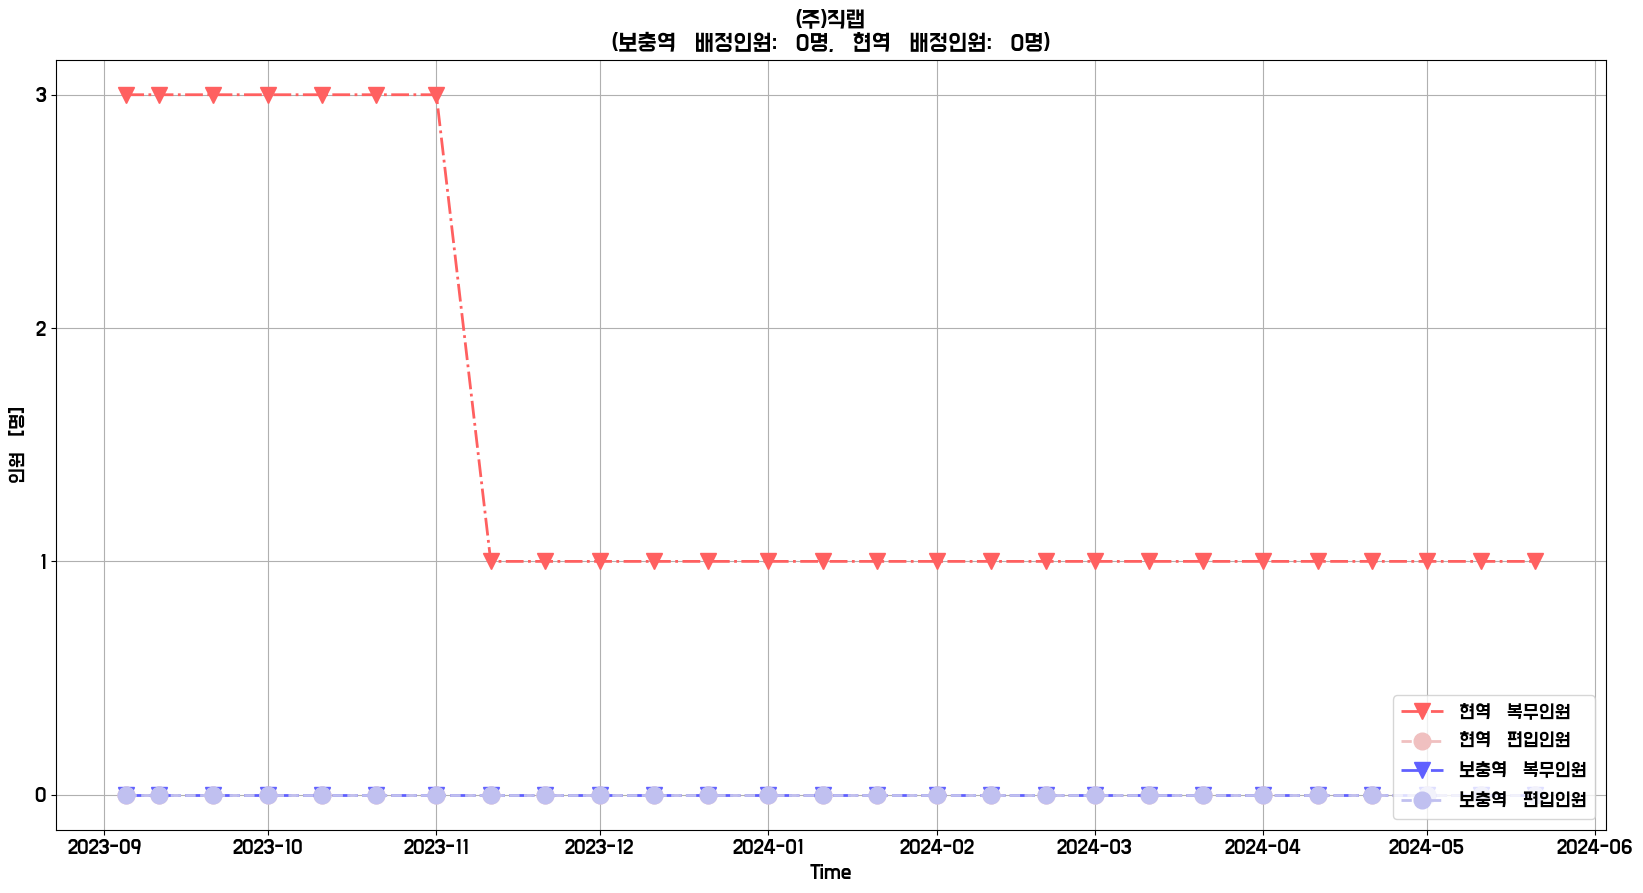 (주)직랩
(보충역 배정인원: 0명, 현역 배정인원: 0명)
인원 [명]
3
2
1
0
2023-09 2023-10 2023-11 2023-12 2024-01 2024-02 2024-03 2024-04 2024-05 2024-06
Time
현역 복무인원
현역 편입인원
보충역 복무인원
보충역 편입인원